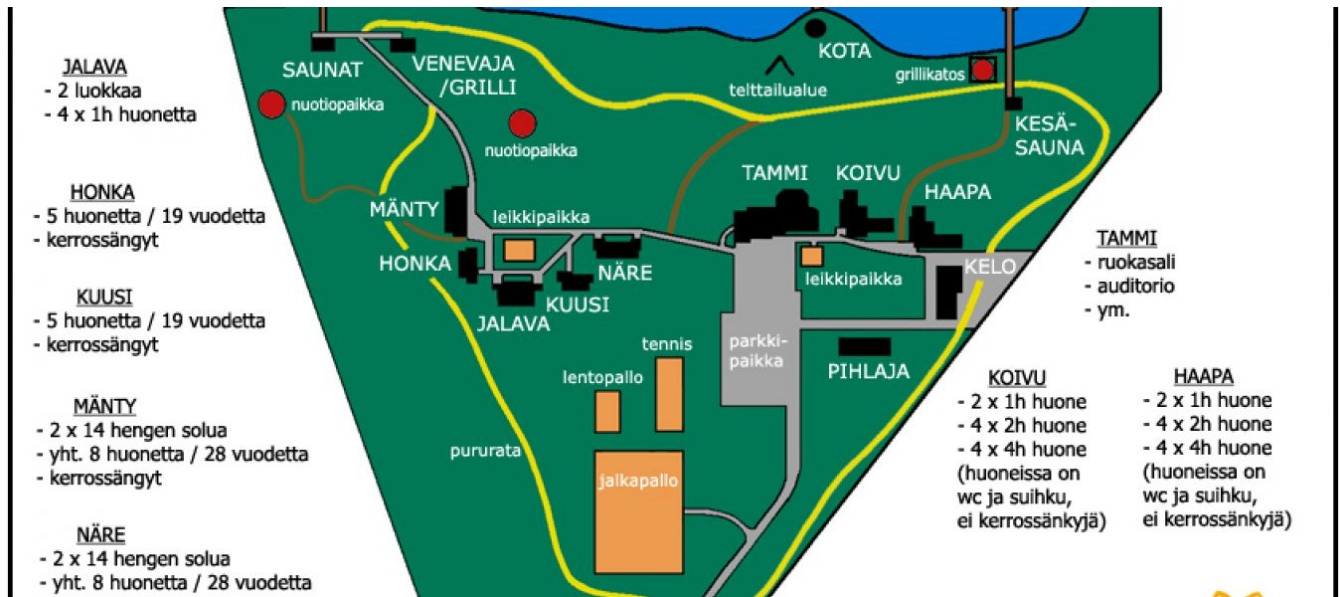 JALAVA
- 2 luokkaa
- 4 x 1h huonetta
HONKA
- 5 huonetta / 19 vuodetta
- kerrossängyt
KUUSI
- 5 huonetta / 19 vuodetta
- kerrossängyt
MÄNTY
- 2 x 14 hengen solua
- yht. 8 huonetta / 28 vuodetta
- kerrossängyt
NÄRE
- 2 x 14 hengen solua
- yht. 8 huonetta / 28 vuodetta
SAUNAT
VENEVAJA
/GRILLI
nuotiopaikka
nuotiopaikka
KOTA
telttailualue
grillikatos
KESÄ-
SAUNA
MÄNTY
leikkipaikka
TAMMI
KOIVU
HAAPA
HONKA
NÄRE
KUUSI
JALAVA
leikkipaikka
KELO
parkki-
paikka
PIHLAJA
tennis
lentopallo
pururata
jalkapallo
TAMMI
- ruokasali
- auditorio
- ym.
KOIVU
- 2 x 1h huone
- 4 x 2h huone
- 4 x 4h huone
(huoneissa on
wc ja suihku,
ei kerrossänkyjä)
HAAPA
- 2 x 1h huone
- 4 x 2h huone
- 4 x 4h huone
(huoneissa on
wc ja suihku,
ei kerrossänkyjä)